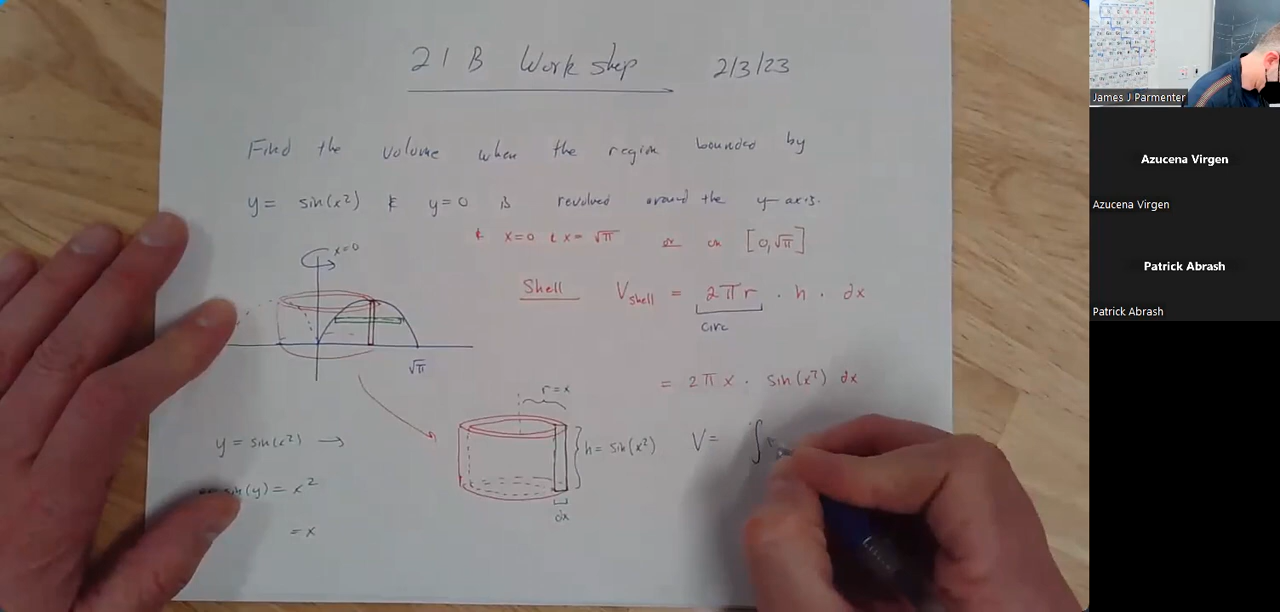 21B Workshop 2/3/23
Find the volume when the region bounded by
y = sin(x²) & y=0 is revolved around the y-axis.
& x=0 & x= √π or on [0,√π]
x=0
√π
Shell V_shell = 2πr · h · dx
circ
= 2πx · sin(x²) dx
r=x
h = sin(x²)
dx
y = sin(x²) →
sin(y) = x²
= x
V= ∫
James J Parmenter
Azucena Virgen
Azucena Virgen
Patrick Abrash
Patrick Abrash